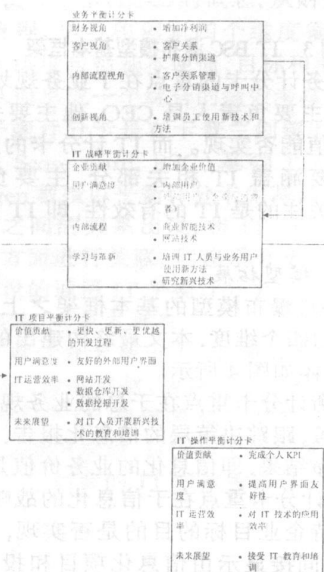 业务平衡计分卡
财务视角 • 增加净利润
客户视角 • 客户关系
• 扩展分销渠道
内部流程视角 • 客户关系管理
• 电子分销渠道与呼叫中
心
创新视角 • 培训员工使用新技术和
方法
IT 战略平衡计分卡
企业贡献 • 增加企业价值
用户满意度 • 内部用户
内部流程 • 商业智能技术
• 网站技术
学习与革新 • 培训 IT 人员与业务用户
使用新方法
• 研究新兴技术
IT 项目平衡计分卡
价值贡献 • 更快、更新、更优越
的开发过程
用户满意度 • 友好的外部用户界面
IT运营效率 • 网站开发
• 数据仓库开发
• 数据挖掘开发
未来展望 • 对 IT 人员开展新兴技
术的教育和培训
IT 操作平衡计分卡
价值贡献 • 完成个人 KPI
用户满意 • 提高用户界面友
度 好性
IT 运营效 • 对 IT 技术的应用
率 效率
未来展望 • 接受 IT 教育和培
训